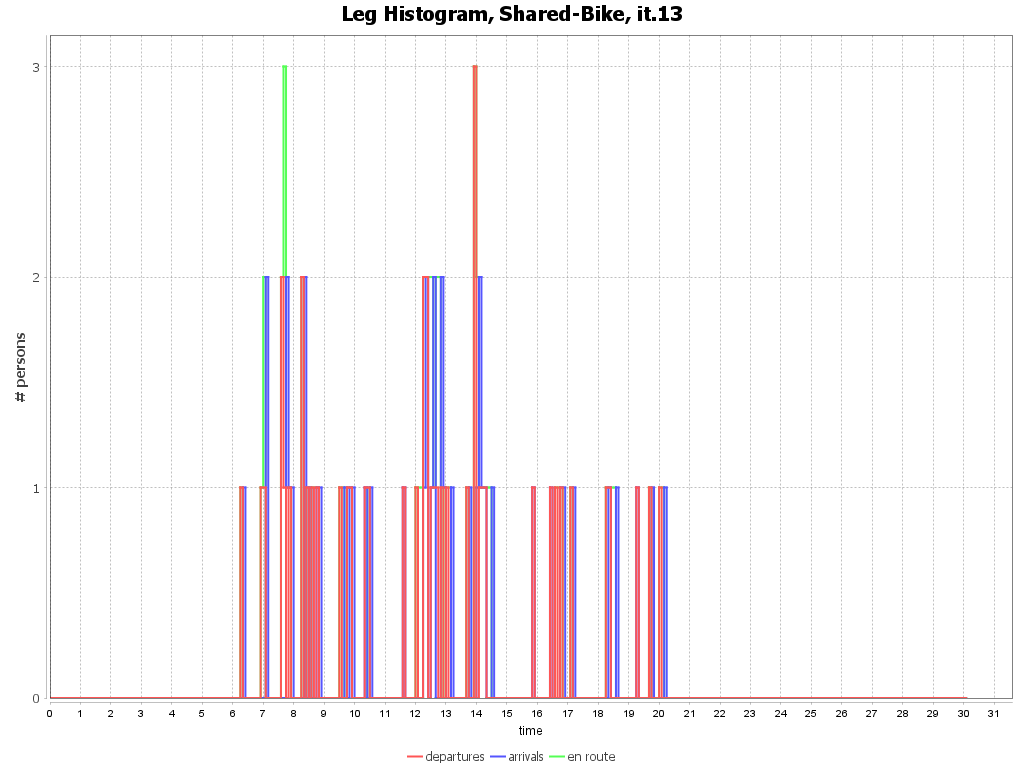 Leg Histogram, Shared-Bike, it.13
# persons
3
2
1
0
0 1 2 3 4 5 6 7 8 9 10 11 12 13 14 15 16 17 18 19 20 21 22 23 24 25 26 27 28 29 30 31
time
departures arrivals en route